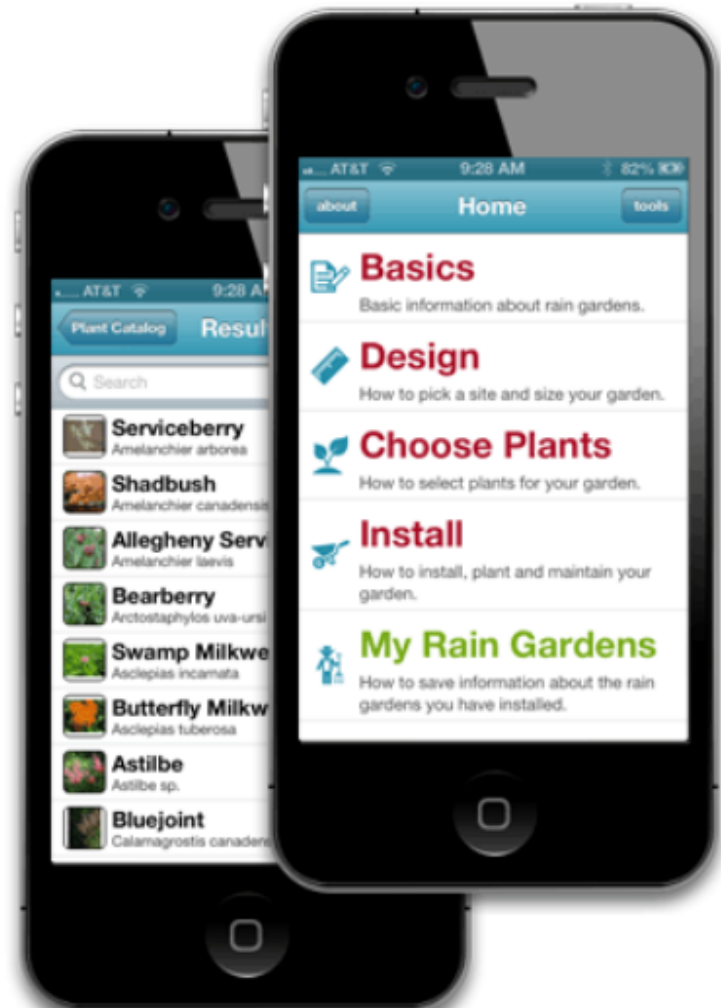 AT&T 9:28 AM 82%
about Home tools
Basics
Basic information about rain gardens.
Design
How to pick a site and size your garden.
Choose Plants
How to select plants for your garden.
Install
How to install, plant and maintain your
garden.
My Rain Gardens
How to save information about the rain
gardens you have installed.
AT&T 9:28 A
Plant Catalog Resul
Search
Serviceberry
Amelanchier arborea
Shadbush
Amelanchier canadensis
Allegheny Servi
Amelanchier laevis
Bearberry
Arctostaphylos uva-ursi
Swamp Milkwe
Asclepias incarnata
Butterfly Milkw
Asclepias tuberosa
Astilbe
Astilbe sp.
Bluejoint
Calamagrostis canadens